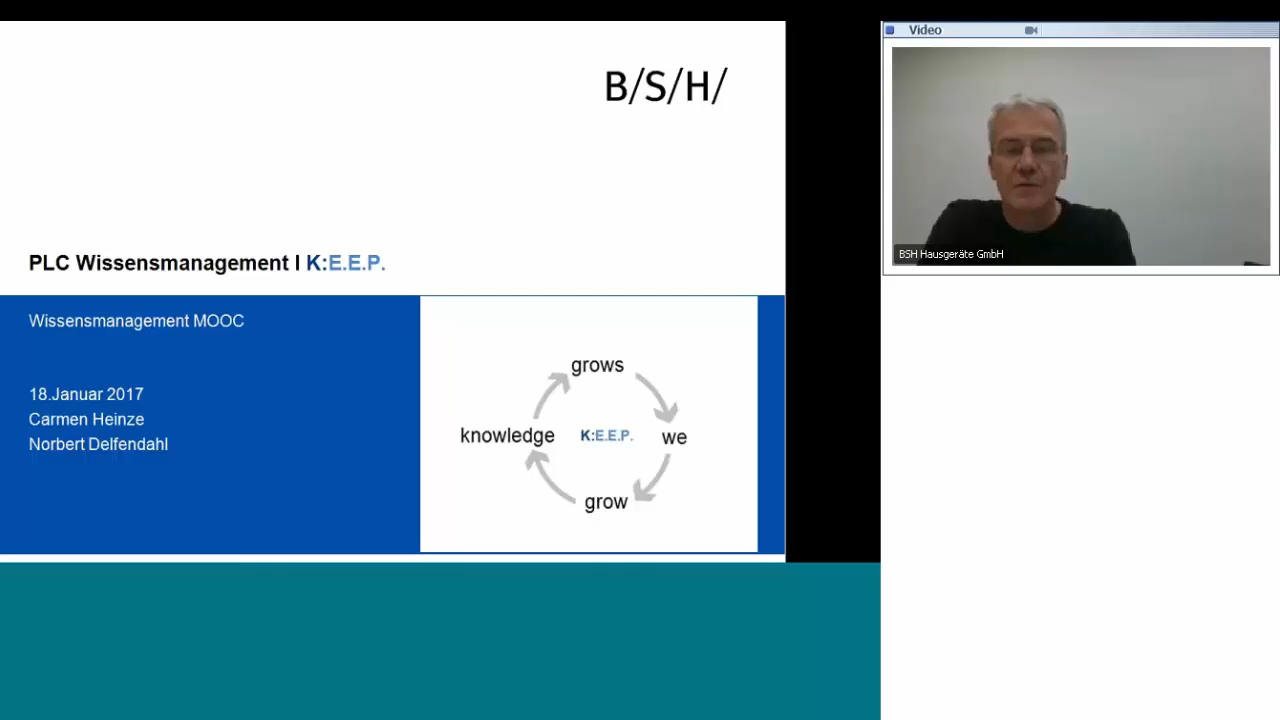 B/S/H/
PLC Wissensmanagement I K:E.E.P.
Wissensmanagement MOOC
18.Januar 2017
Carmen Heinze
Norbert Delfendahl
grows
knowledge K:E.E.P. we
grow
Video
BSH Hausgeräte GmbH